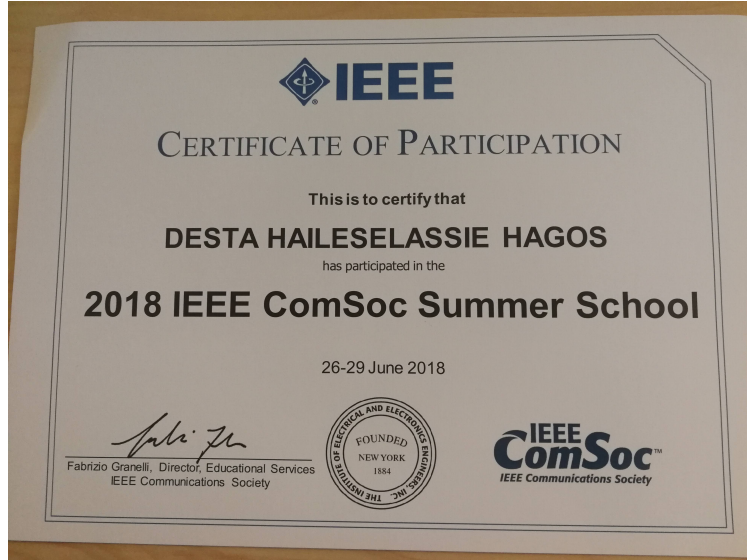 IEEE
CERTIFICATE OF PARTICIPATION
This is to certify that
DESTA HAILESELASSIE HAGOS
has participated in the
2018 IEEE ComSoc Summer School
26-29 June 2018
Fabrizio Granelli, Director, Educational Services
IEEE Communications Society
THE INSTITUTE OF ELECTRICAL AND ELECTRONICS ENGINEERS, INC.
FOUNDED
NEW YORK
1884
IEEE
ComSoc™
IEEE Communications Society